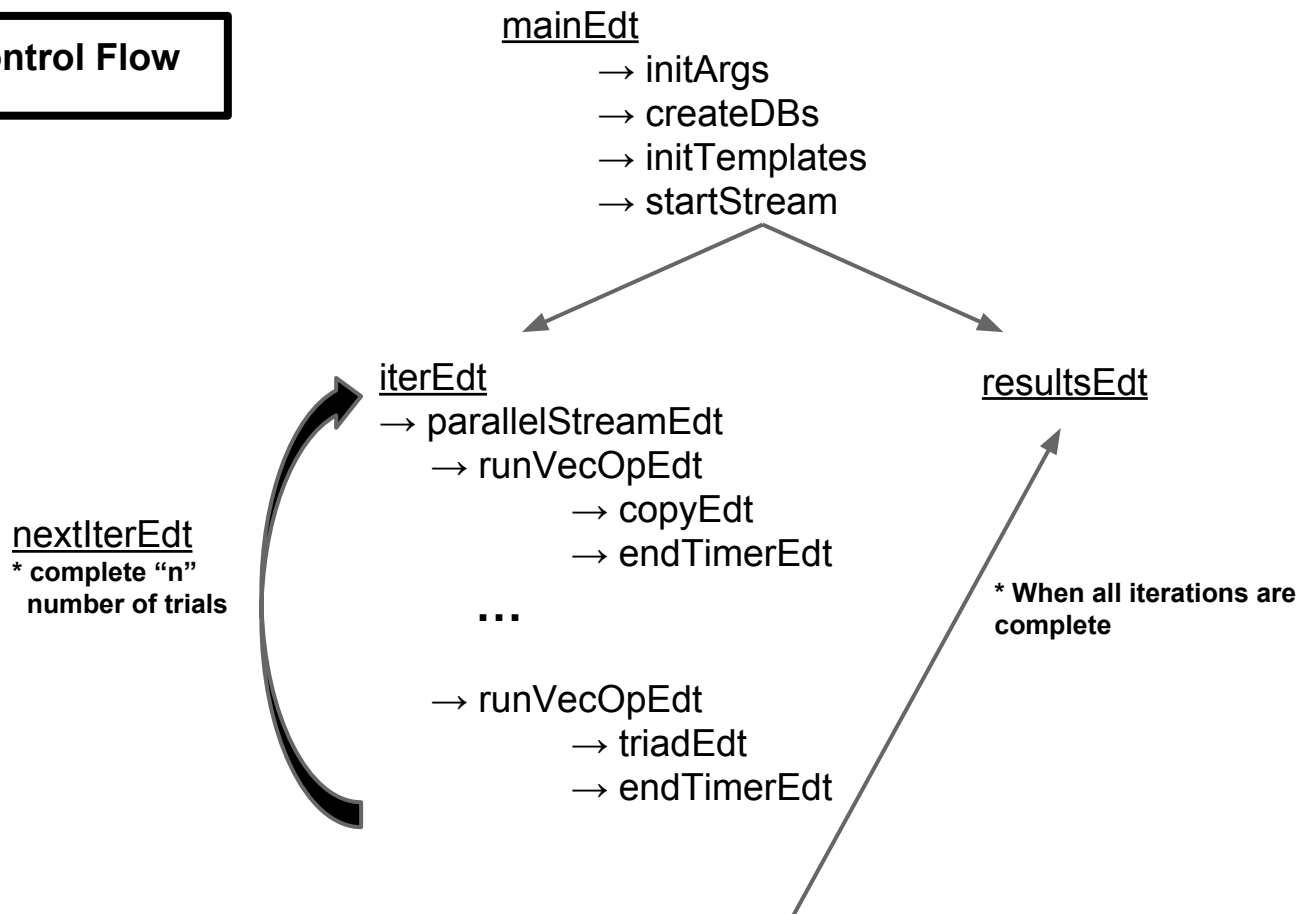 ontrol Flow
mainEdt
→ initArgs
→ createDBs
→ initTemplates
→ startStream
iterEdt
→ parallelStreamEdt
→ runVecOpEdt
→ copyEdt
→ endTimerEdt
...
→ runVecOpEdt
→ triadEdt
→ endTimerEdt
nextIterEdt
* complete “n”
number of trials
resultsEdt
* When all iterations are
complete